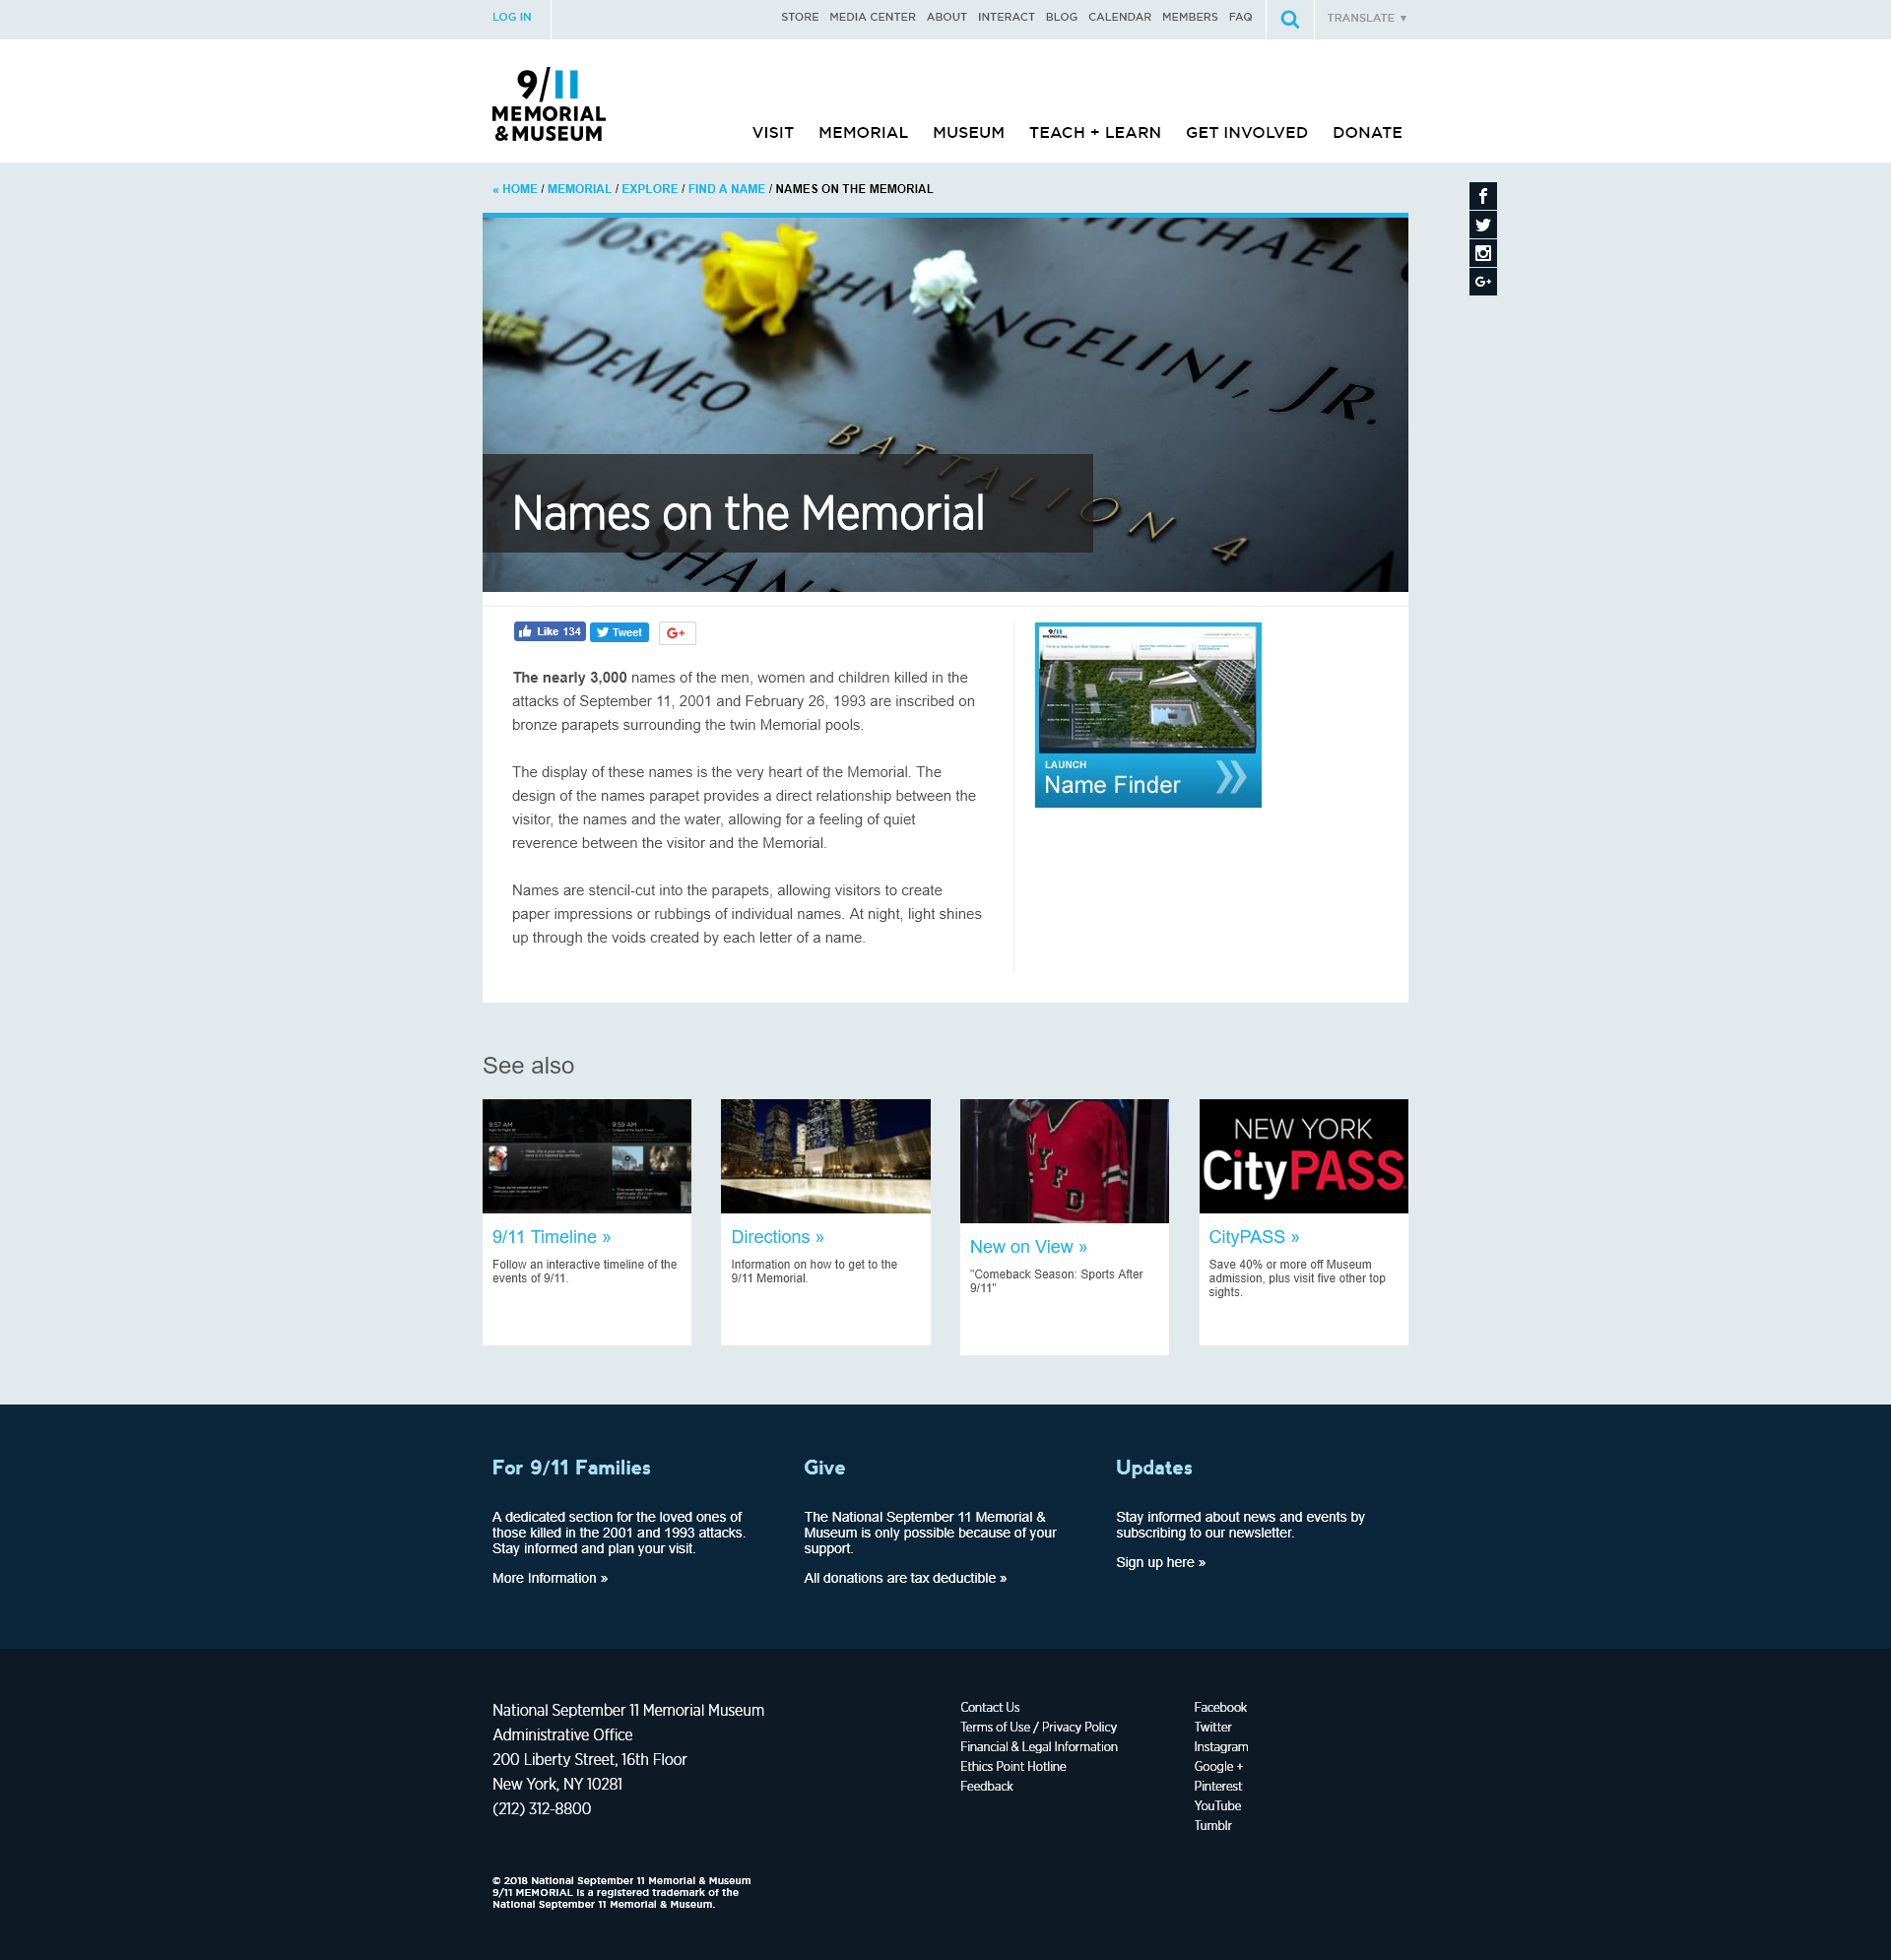 LOG IN
STORE MEDIA CENTER ABOUT INTERACT BLOG CALENDAR MEMBERS FAQ
TRANSLATE ▼
9/11
MEMORIAL
&MUSEUM
VISIT MEMORIAL MUSEUM TEACH + LEARN GET INVOLVED DONATE
« HOME / MEMORIAL / EXPLORE / FIND A NAME / NAMES ON THE MEMORIAL
MICHAEL
JOHN ANGELINI, JR.
DEMEO
BATTALION 4
Names on the Memorial
Like 134
Tweet
G+
The nearly 3,000 names of the men, women and children killed in the
attacks of September 11, 2001 and February 26, 1993 are inscribed on
bronze parapets surrounding the twin Memorial pools.
The display of these names is the very heart of the Memorial. The
design of the names parapet provides a direct relationship between the
visitor, the names and the water, allowing for a feeling of quiet
reverence between the visitor and the Memorial.
Names are stencil-cut into the parapets, allowing visitors to create
paper impressions or rubbings of individual names. At night, light shines
up through the voids created by each letter of a name.
9/11
MEMORIAL
LAUNCH
Name Finder
See also
9:57 AM
9:59 AM
9/11 Timeline »
Follow an interactive timeline of the
events of 9/11.
Directions »
Information on how to get to the
9/11 Memorial.
NYFD
New on View »
"Comeback Season: Sports After
9/11"
NEW YORK
CityPASS
CityPASS »
Save 40% or more off Museum
admission, plus visit five other top
sights.
For 9/11 Families
A dedicated section for the loved ones of
those killed in the 2001 and 1993 attacks.
Stay informed and plan your visit.
More Information »
Give
The National September 11 Memorial &
Museum is only possible because of your
support.
All donations are tax deductible »
Updates
Stay informed about news and events by
subscribing to our newsletter.
Sign up here »
National September 11 Memorial Museum
Administrative Office
200 Liberty Street, 16th Floor
New York, NY 10281
(212) 312-8800
Contact Us
Terms of Use / Privacy Policy
Financial & Legal Information
Ethics Point Hotline
Feedback
Facebook
Twitter
Instagram
Google +
Pinterest
YouTube
Tumblr
© 2018 National September 11 Memorial & Museum
9/11 MEMORIAL is a registered trademark of the
National September 11 Memorial & Museum.